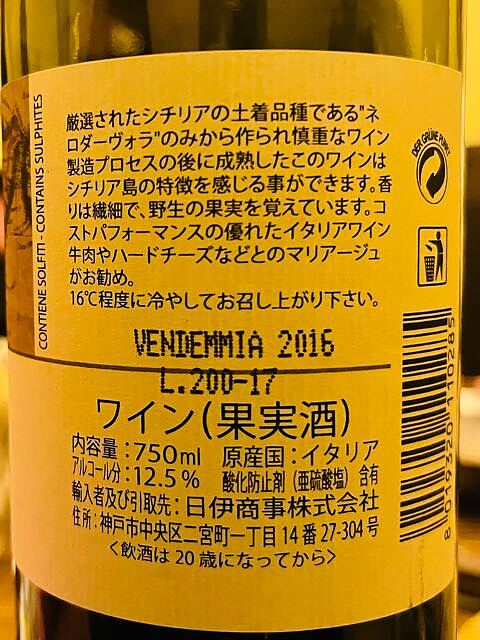 厳選されたシチリアの土着品種である"ネ
ロダーヴォラ"のみから作られ慎重なワイン
製造プロセスの後に成熟したこのワインは
シチリア島の特徴を感じる事ができます。香
りは繊細で、野生の果実を覚えています。コ
ストパフォーマンスの優れたイタリアワイン
牛肉やハードチーズなどとのマリアージュ
がお勧め。
16℃程度に冷やしてお召し上がり下さい。
CONTIENE SOLFITI - CONTAINS SULPHITES
DER GRÜNE PUNKT
VENDEMMIA 2016
L.200-17
ワイン(果実酒)
内容量:750ml 原産国:イタリア
アルコール分:12.5% 酸化防止剤(亜硫酸塩)含有
輸入者及び引取先:日伊商事株式会社
住所:神戸市中央区二宮町一丁目14番27-304号
<飲酒は20歳になってから>
8 019320 110285